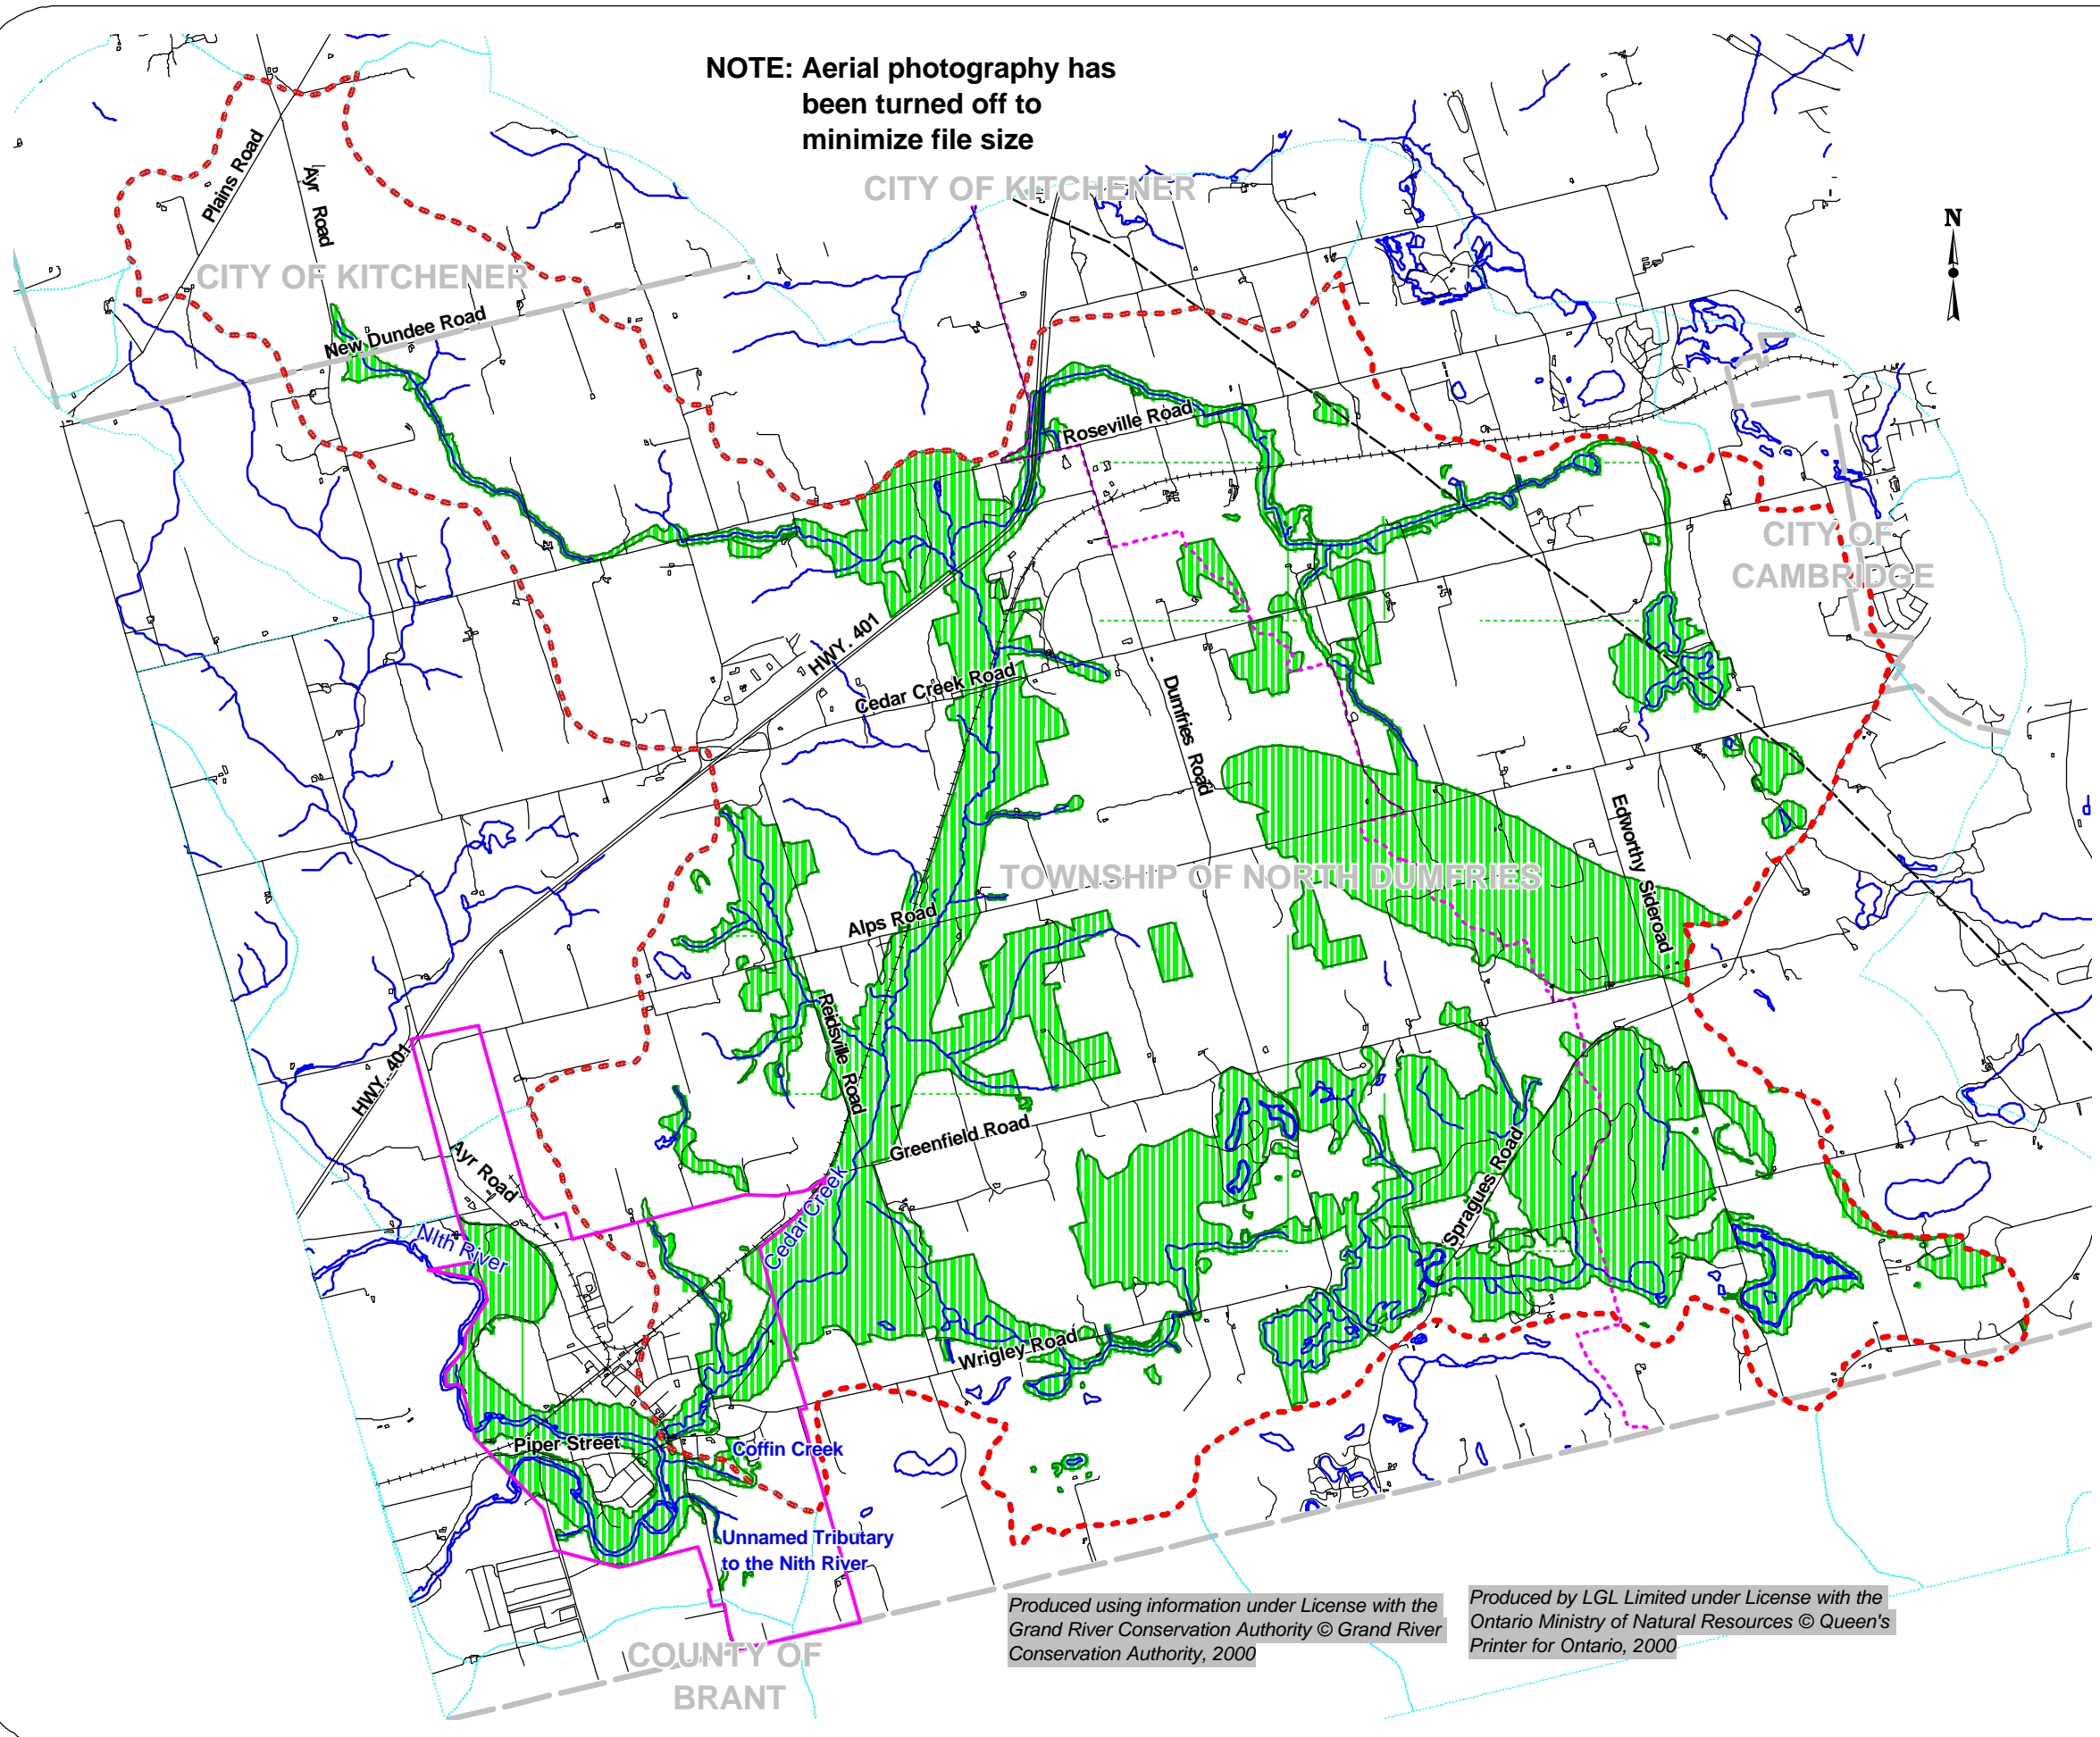 NOTE: Aerial photography has
been turned off to
minimize file size
CITY OF KITCHENER
N
Plains Road
Ayr Road
CITY OF KITCHENER
New Dundee Road
Roseville Road
CITY OF
CAMBRIDGE
HWY. 401
Cedar Creek Road
Dumfries Road
Edworthy Sideroad
TOWNSHIP OF NORTH DUMFRIES
Alps Road
Reidsville Road
HWY. 401
Greenfield Road
Ayr Road
Cedar Creek
Spragues Road
NIth River
Wrigley Road
Piper Street
Coffin Creek
Unnamed Tributary
to the Nith River
Produced using information under License with the
Grand River Conservation Authority © Grand River
Conservation Authority, 2000
Produced by LGL Limited under License with the
Ontario Ministry of Natural Resources © Queen's
Printer for Ontario, 2000
COUNTY OF
BRANT